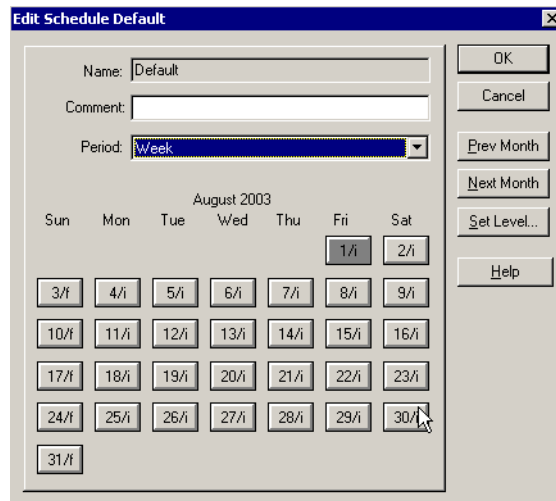 Edit Schedule Default
Name: Default
OK
Comment:
Cancel
Period: Week
Prev Month
Next Month
August 2003
Set Level...
Sun Mon Tue Wed Thu Fri Sat
1/i 2/i
Help
3/f 4/i 5/i 6/i 7/i 8/i 9/i
10/f 11/i 12/i 13/i 14/i 15/i 16/i
17/f 18/i 19/i 20/i 21/i 22/i 23/i
24/f 25/i 26/i 27/i 28/i 29/i 30/i
31/f